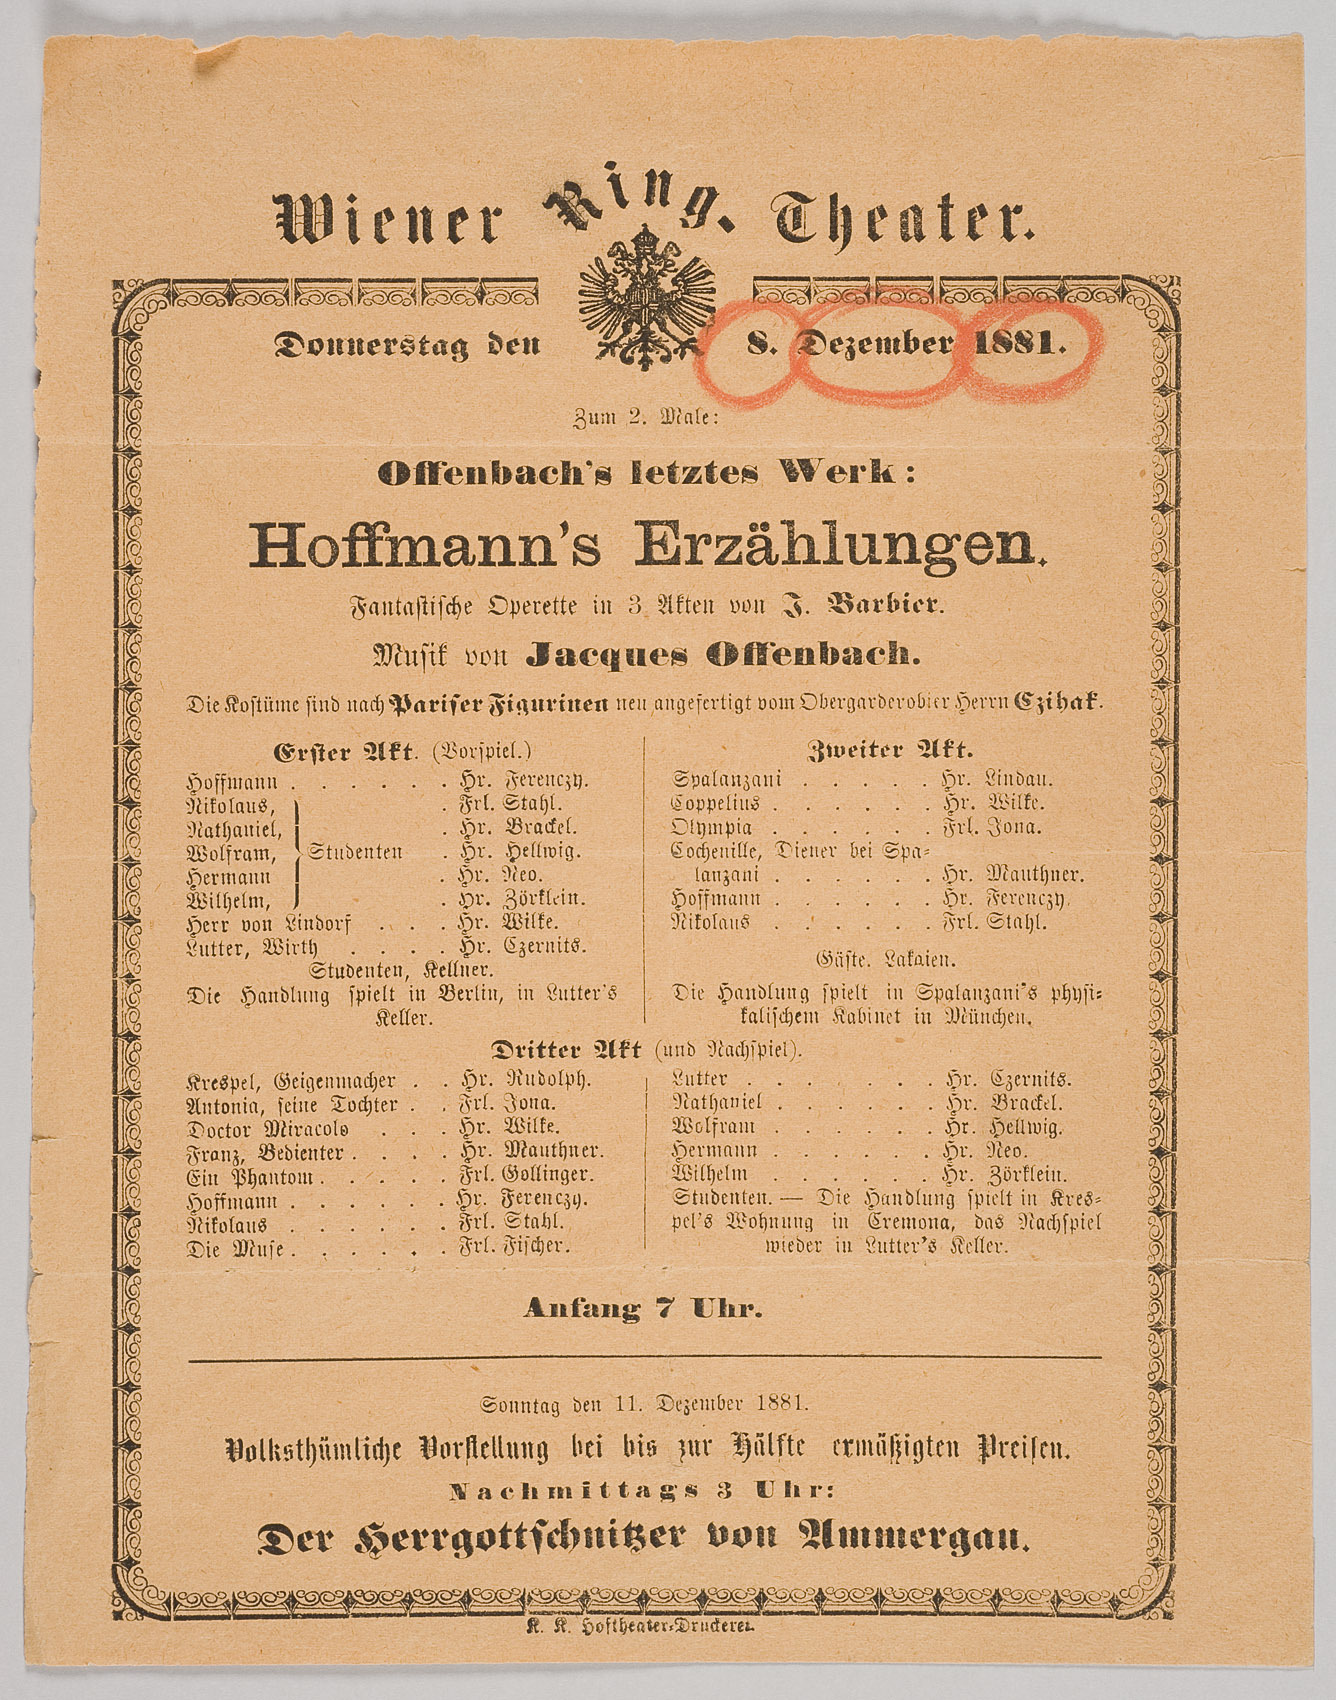 Wiener Ring-Theater.
Donnerstag den 8. Dezember 1881.
Zum 2. Male:
Offenbach's letztes Werk:
Hoffmann's Erzählungen.
Fantastische Operette in 3 Akten von J. Barbier.
Musik von Jacques Offenbach.
Die Kostüme sind nach Pariser Figurinen neu angefertigt vom Obergarderobier Herrn Czihak.
Erster Akt. (Vorspiel.)
Hoffmann . . . . . . Hr. Ferenczy.
Nikolaus, . Frl. Stahl.
Nathaniel, . Hr. Brackel.
Wolfram, } Studenten . Hr. Hellwig.
Hermann . Hr. Neo.
Wilhelm, . Hr. Zörklein.
Herr von Lindorf . . . Hr. Wilke.
Lutter, Wirth . . . . Hr. Czernits.
Studenten, Kellner.
Die Handlung spielt in Berlin, in Lutter's
Keller.
Zweiter Akt.
Spalanzani . . . . . Hr. Lindau.
Coppelius . . . . . . Hr. Wilke.
Olympia . . . . . . Frl. Jona.
Cochenille, Diener bei Spa-
lanzani . . . . . . Hr. Mauthner.
Hoffmann . . . . . . Hr. Ferenczy.
Nikolaus . . . . . . Frl. Stahl.
Gäste. Lakaien.
Die Handlung spielt in Spalanzani's physi-
kalischem Kabinet in München.
Dritter Akt (und Nachspiel).
Krespel, Geigenmacher . . Hr. Rudolph.
Antonia, seine Tochter . . Frl. Jona.
Doctor Miracolo . . . Hr. Wilke.
Franz, Bedienter . . . . Hr. Mauthner.
Ein Phantom . . . . . Frl. Gollinger.
Hoffmann . . . . . . Hr. Ferenczy.
Nikolaus . . . . . . Frl. Stahl.
Die Muse . . . . . . Frl. Fischer.
Lutter . . . . . . . Hr. Czernits.
Nathaniel . . . . . . Hr. Brackel.
Wolfram . . . . . . Hr. Hellwig.
Hermann . . . . . . Hr. Neo.
Wilhelm . . . . . . Hr. Zörklein.
Studenten. — Die Handlung spielt in Kres-
pel's Wohnung in Cremona, das Nachspiel
wieder in Lutter's Keller.
Anfang 7 Uhr.
Sonntag den 11. Dezember 1881.
Volksthümliche Vorstellung bei bis zur Hälfte ermäßigten Preisen.
Nachmittags 3 Uhr:
Der Herrgottschnitzer von Ammergau.
K. K. Hoftheater-Druckerei.